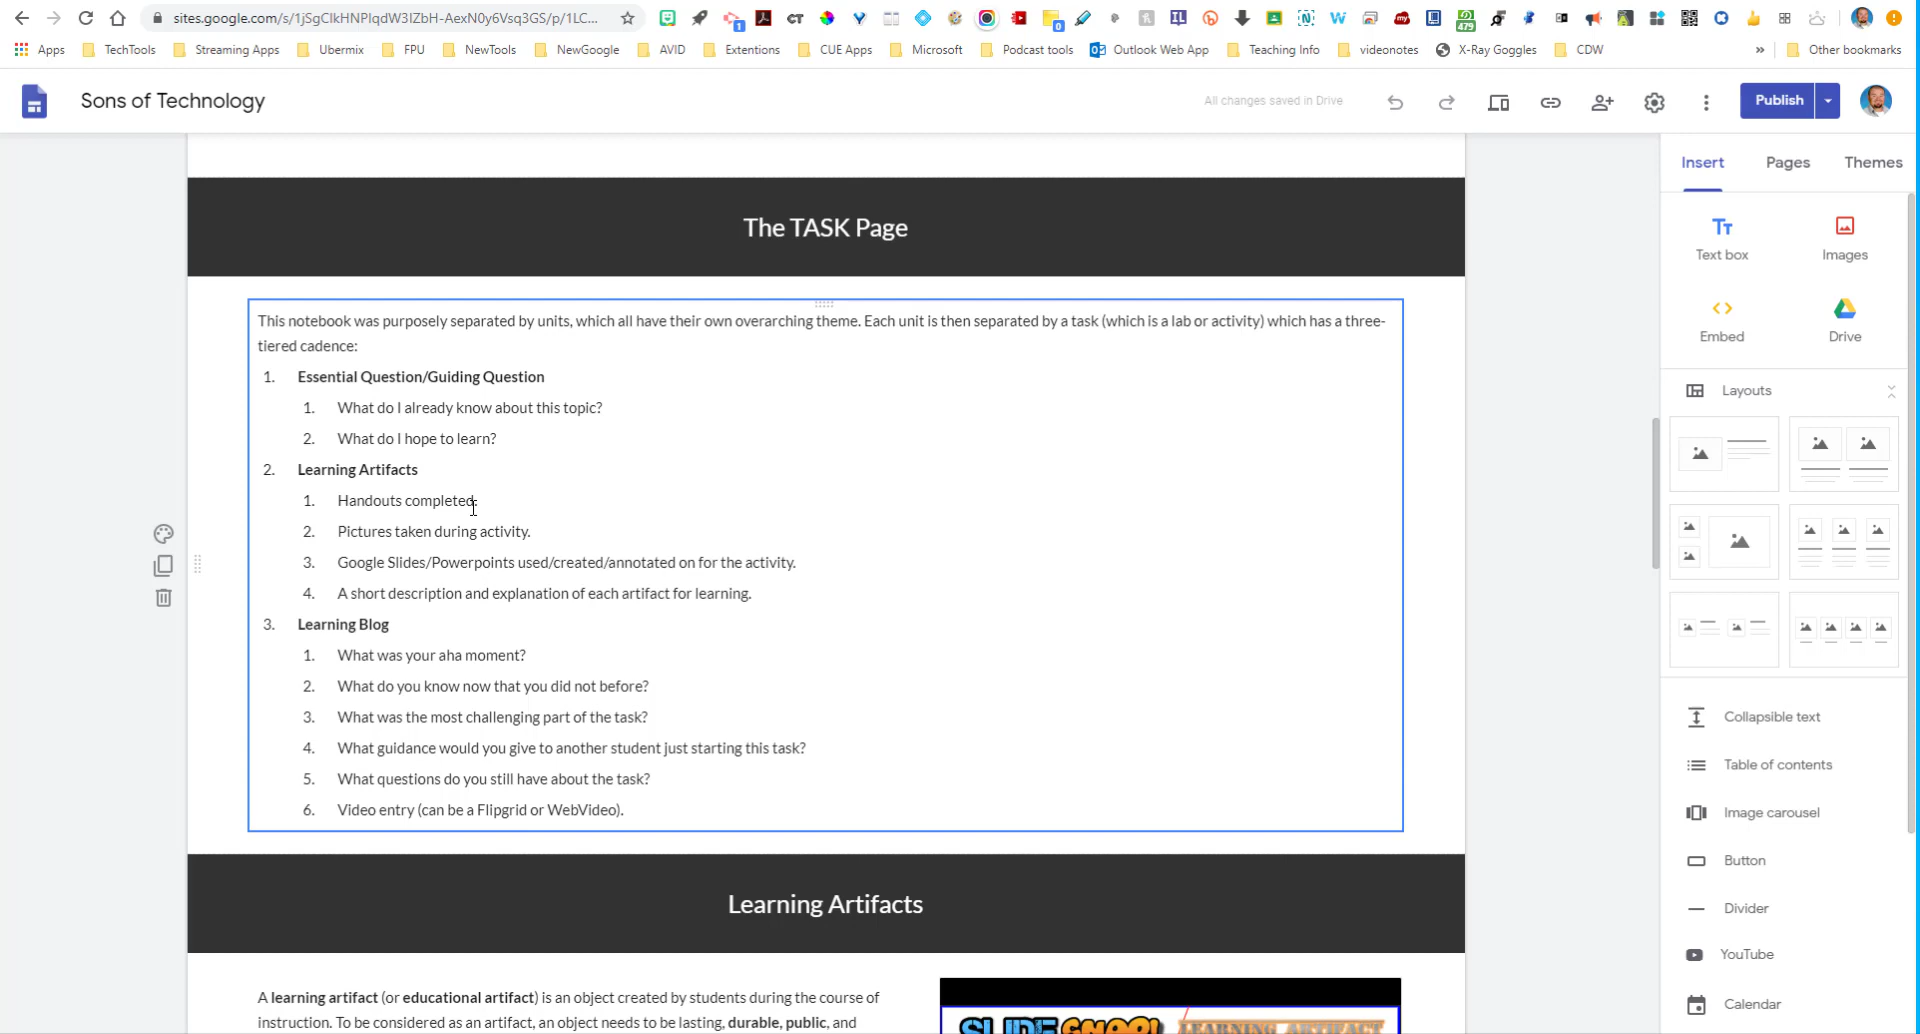 sites.google.com/s/1jSgClkHNPIqdW3IZbH-AexN0y6Vsq3GS/p/1LC...
Apps TechTools Streaming Apps Ubermix FPU NewTools NewGoogle AVID Extentions CUE Apps Microsoft Podcast tools Outlook Web App Teaching Info videonotes X-Ray Goggles CDW » Other bookmarks
Sons of Technology
All changes saved in Drive
Publish
Insert Pages Themes
The TASK Page
This notebook was purposely separated by units, which all have their own overarching theme. Each unit is then separated by a task (which is a lab or activity) which has a three-
tiered cadence:
1. Essential Question/Guiding Question
1. What do I already know about this topic?
2. What do I hope to learn?
2. Learning Artifacts
1. Handouts completed.
2. Pictures taken during activity.
3. Google Slides/Powerpoints used/created/annotated on for the activity.
4. A short description and explanation of each artifact for learning.
3. Learning Blog
1. What was your aha moment?
2. What do you know now that you did not before?
3. What was the most challenging part of the task?
4. What guidance would you give to another student just starting this task?
5. What questions do you still have about the task?
6. Video entry (can be a Flipgrid or WebVideo).
Learning Artifacts
A learning artifact (or educational artifact) is an object created by students during the course of
instruction. To be considered as an artifact, an object needs to be lasting, durable, public, and
SLIDE LEARNING ARTIFACT
Text box Images
Embed Drive
Layouts
Collapsible text
Table of contents
Image carousel
Button
Divider
YouTube
Calendar